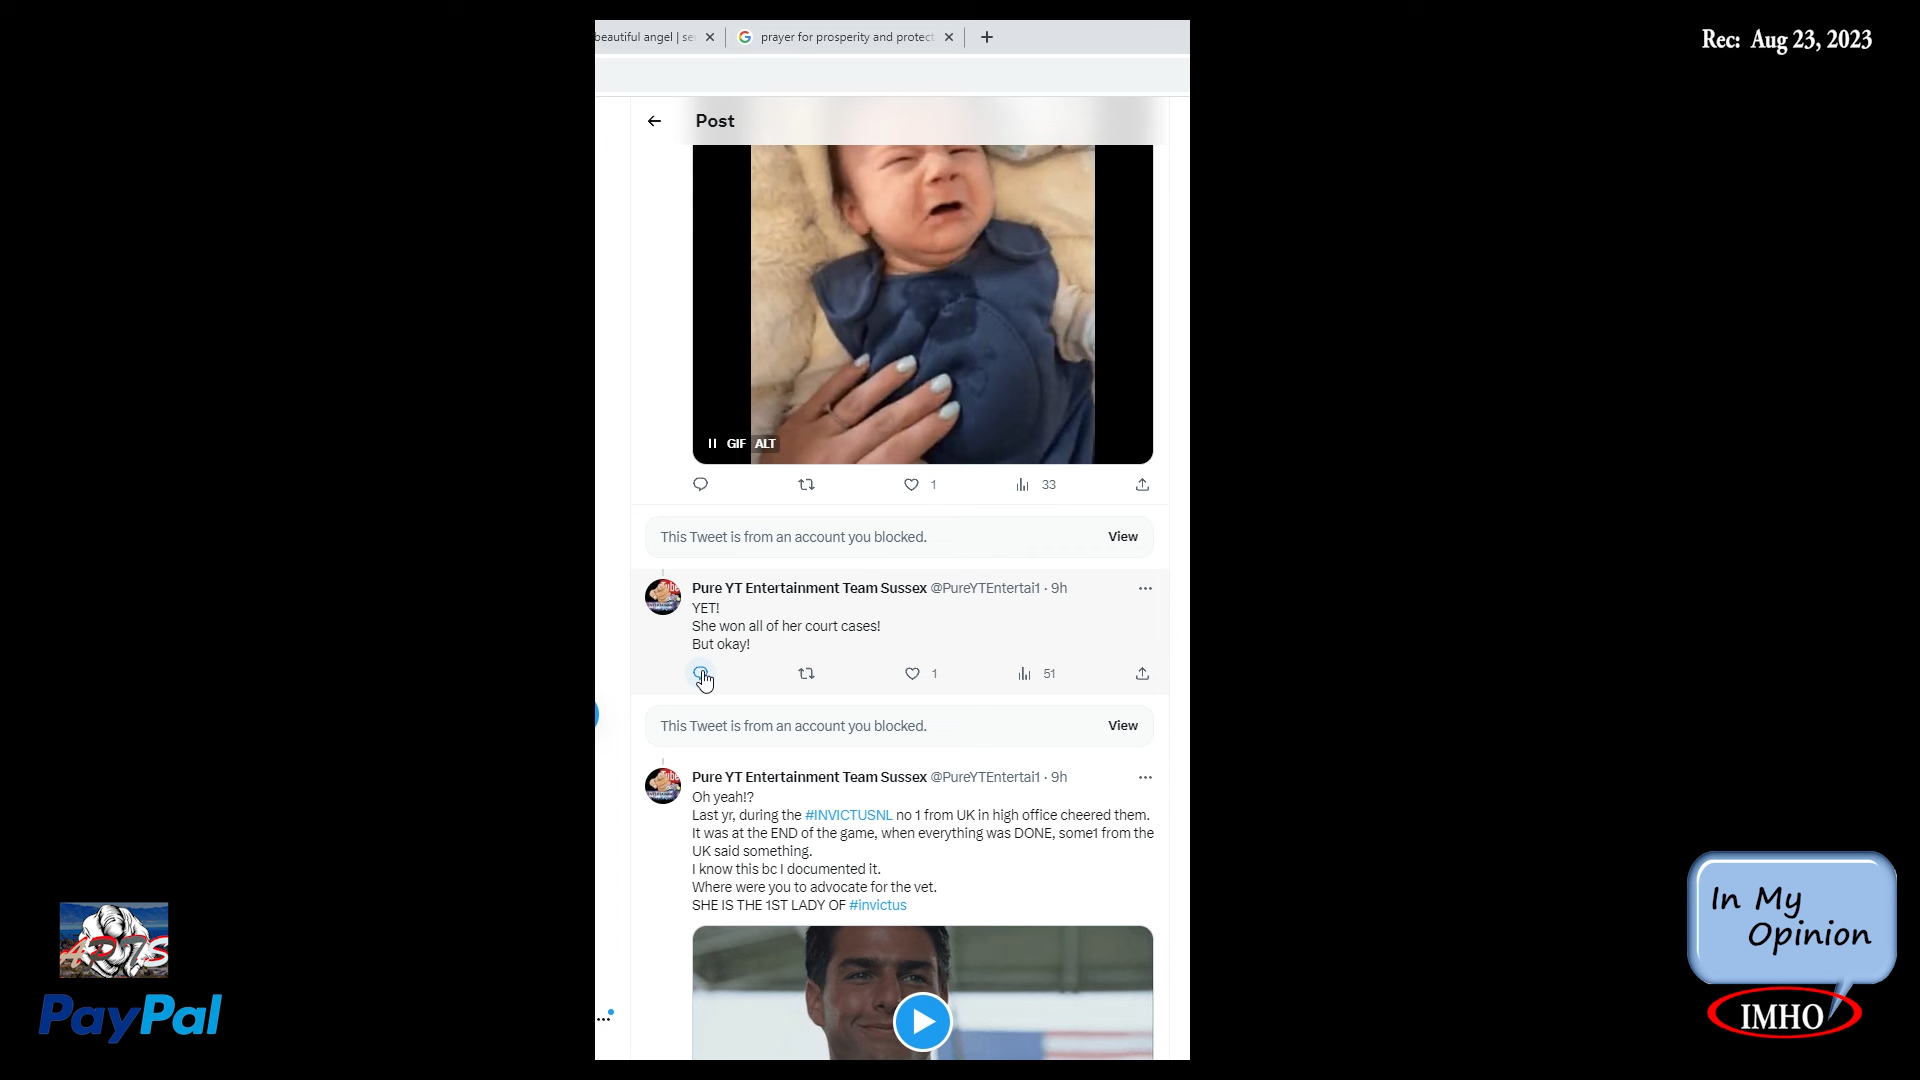 beautiful angel | se
prayer for prosperity and protect
Rec: Aug 23, 2023
Post
GIF ALT
1
33
This Tweet is from an account you blocked.
View
Pure YT Entertainment Team Sussex @PureYTEntertai1 · 9h
YET!
She won all of her court cases!
But okay!
1
51
This Tweet is from an account you blocked.
View
Pure YT Entertainment Team Sussex @PureYTEntertai1 · 9h
Oh yeah!?
Last yr, during the #INVICTUSNL no 1 from UK in high office cheered them.
It was at the END of the game, when everything was DONE, some1 from the
UK said something.
I know this bc I documented it.
Where were you to advocate for the vet.
SHE IS THE 1ST LADY OF #invictus
PayPal
In My
Opinion
IMHO